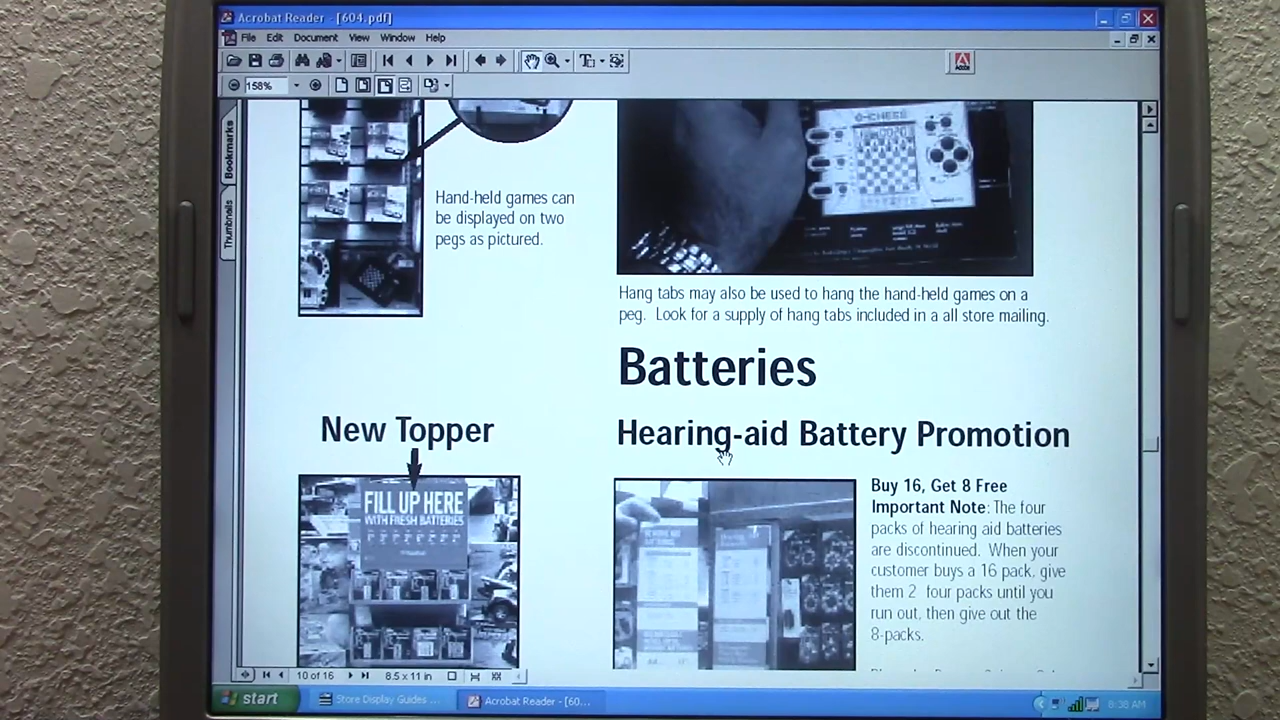 Acrobat Reader - [604.pdf]
File Edit Document View Window Help
158%
Bookmarks
Thumbnails
Hand-held games can
be displayed on two
pegs as pictured.
Hang tabs may also be used to hang the hand-held games on a
peg. Look for a supply of hang tabs included in a all store mailing.
Batteries
New Topper
FILL UP HERE
WITH FRESH BATTERIES
Hearing-aid Battery Promotion
Buy 16, Get 8 Free
Important Note: The four
packs of hearing aid batteries
are discontinued. When your
customer buys a 16 pack, give
them 2 four packs until you
run out, then give out the
8-packs.
10 of 16
8.5 x 11 in
start
Store Display Guides ...
Acrobat Reader - [60...
8:38 AM